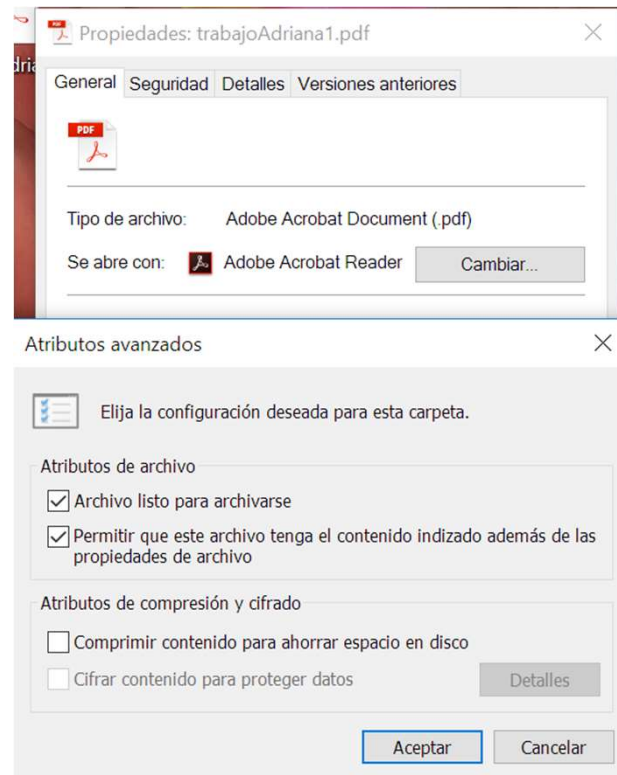 dria
Propiedades: trabajoAdriana1.pdf
General Seguridad Detalles Versiones anteriores
PDF
Tipo de archivo: Adobe Acrobat Document (.pdf)
Se abre con: Adobe Acrobat Reader Cambiar...
Atributos avanzados
Elija la configuración deseada para esta carpeta.
Atributos de archivo
Archivo listo para archivarse
Permitir que este archivo tenga el contenido indizado además de las
propiedades de archivo
Atributos de compresión y cifrado
Comprimir contenido para ahorrar espacio en disco
Cifrar contenido para proteger datos Detalles
Aceptar Cancelar